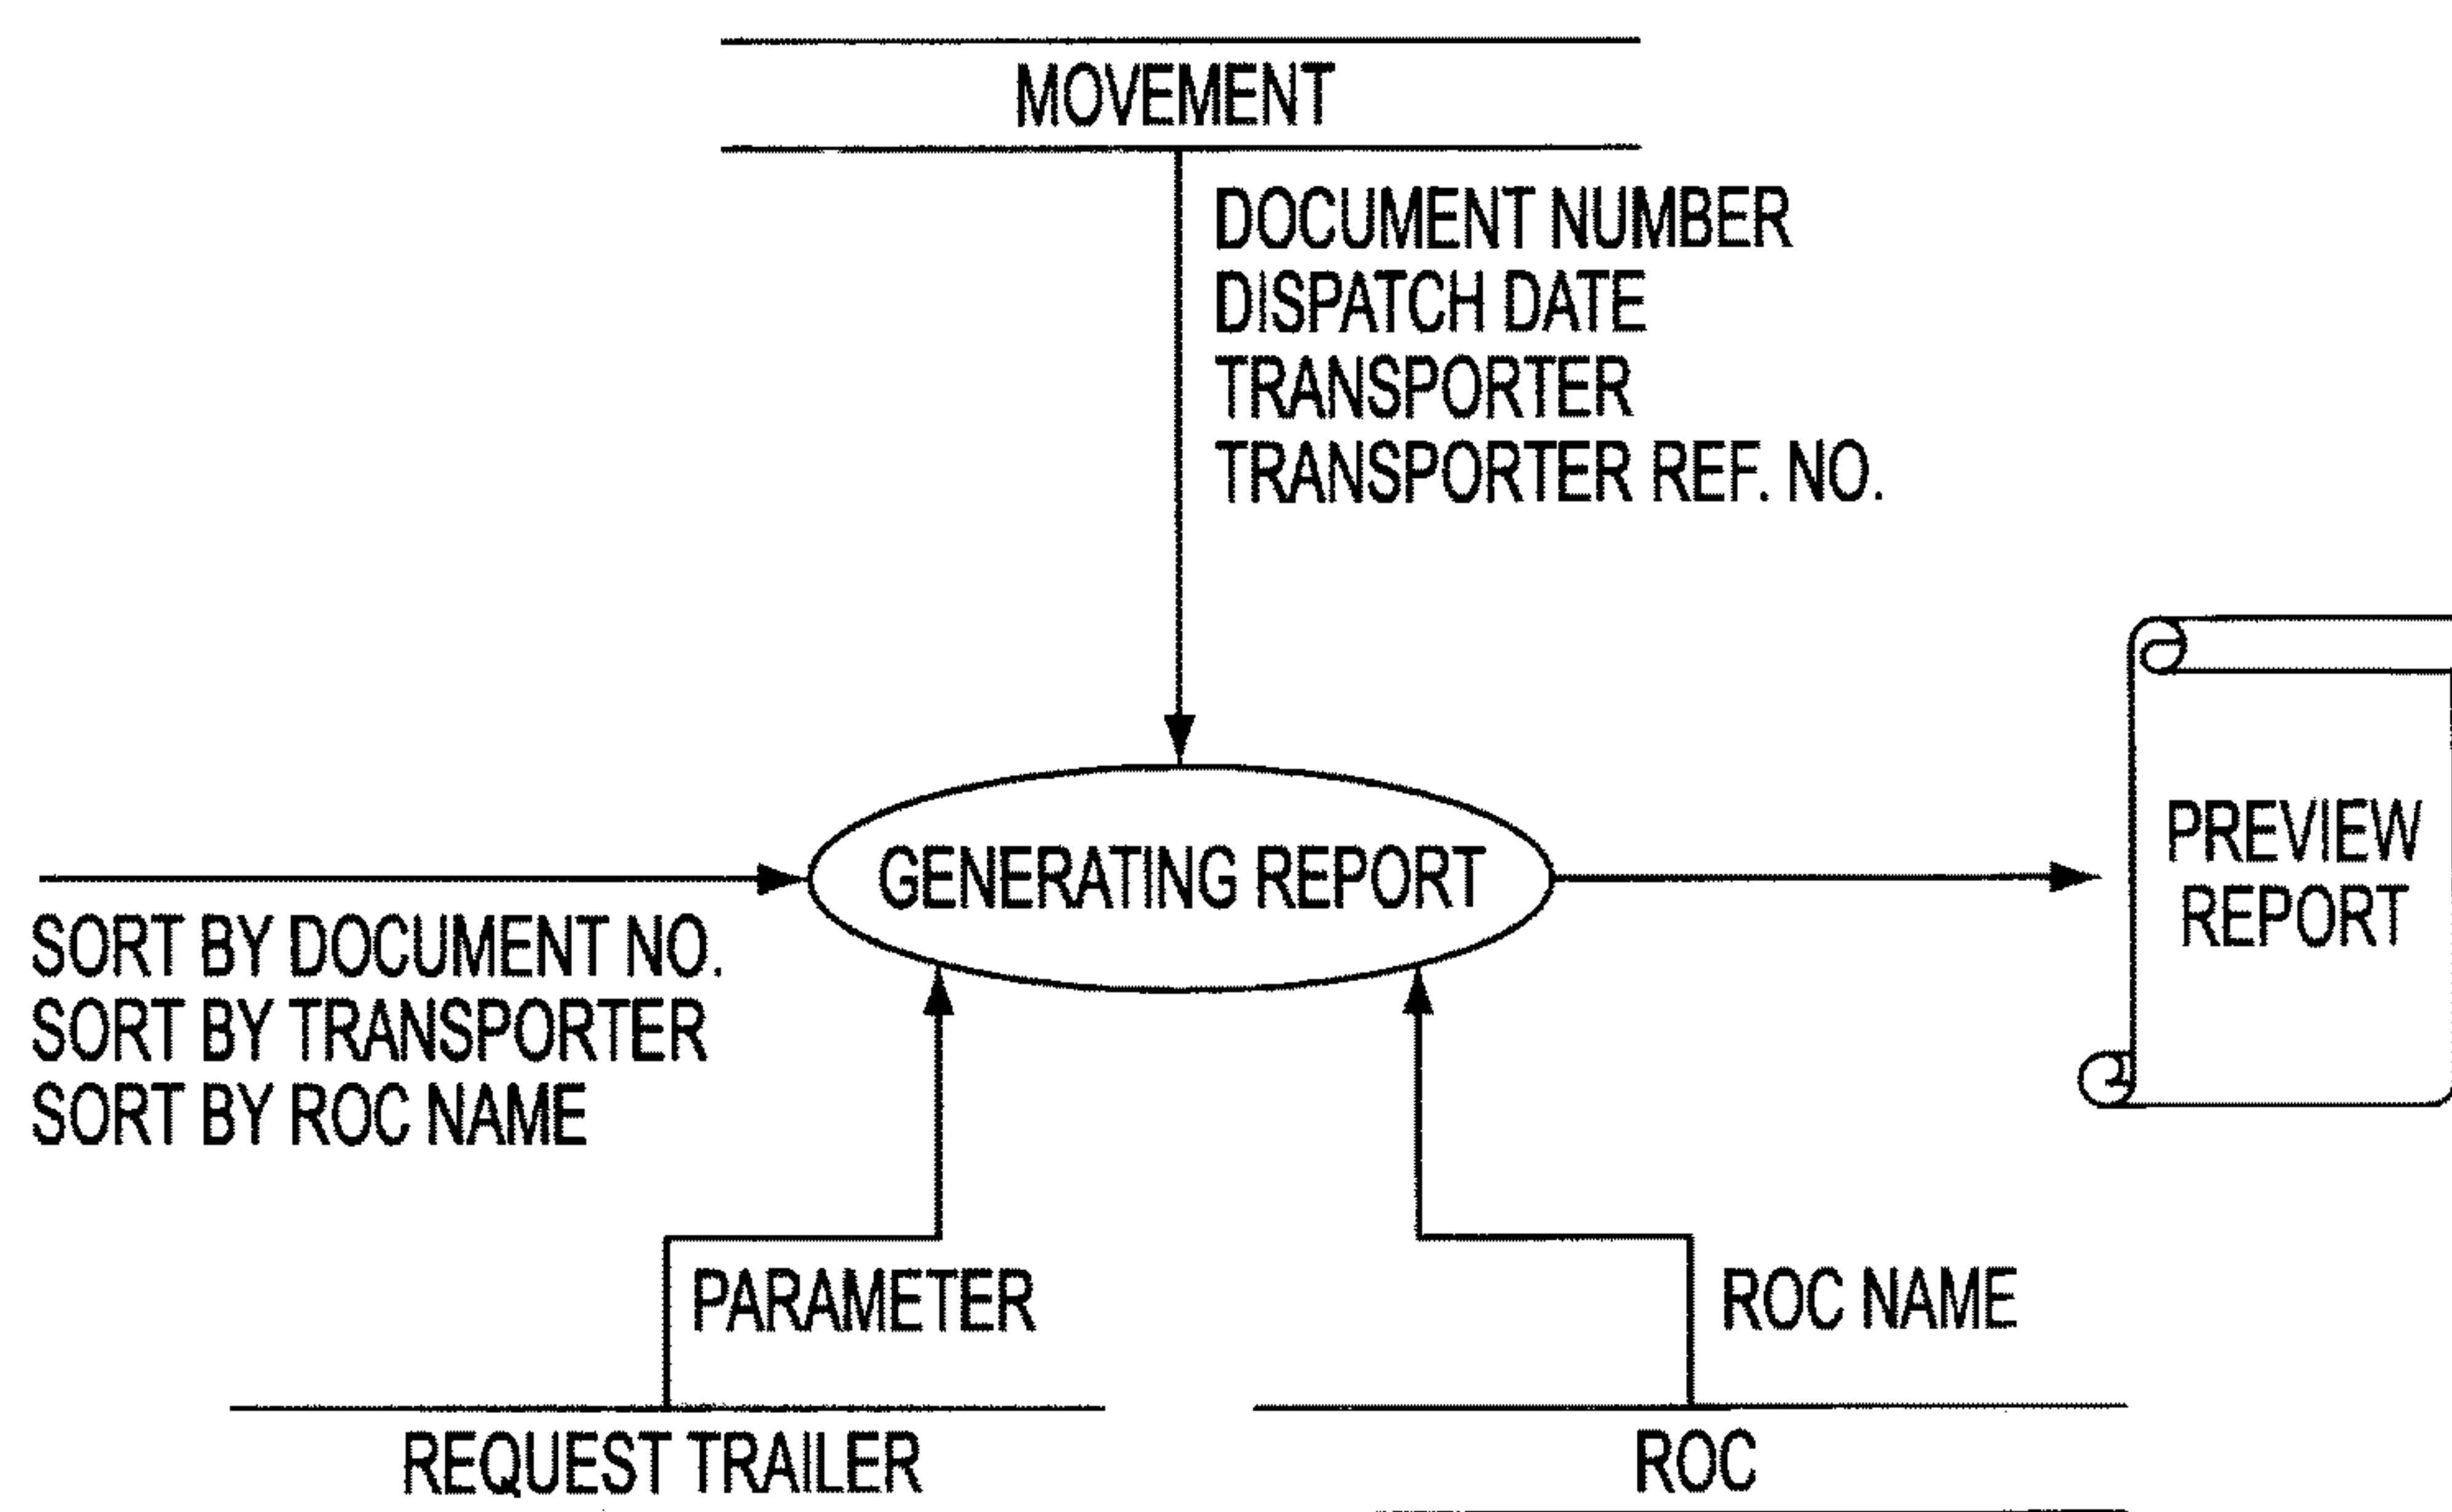 MOVEMENT
DOCUMENT NUMBER
DISPATCH DATE
TRANSPORTER
TRANSPORTER REF. NO.
GENERATING REPORT
PREVIEW
REPORT
SORT BY DOCUMENT NO.
SORT BY TRANSPORTER
SORT BY ROC NAME
PARAMETER
ROC NAME
REQUEST TRAILER
ROC